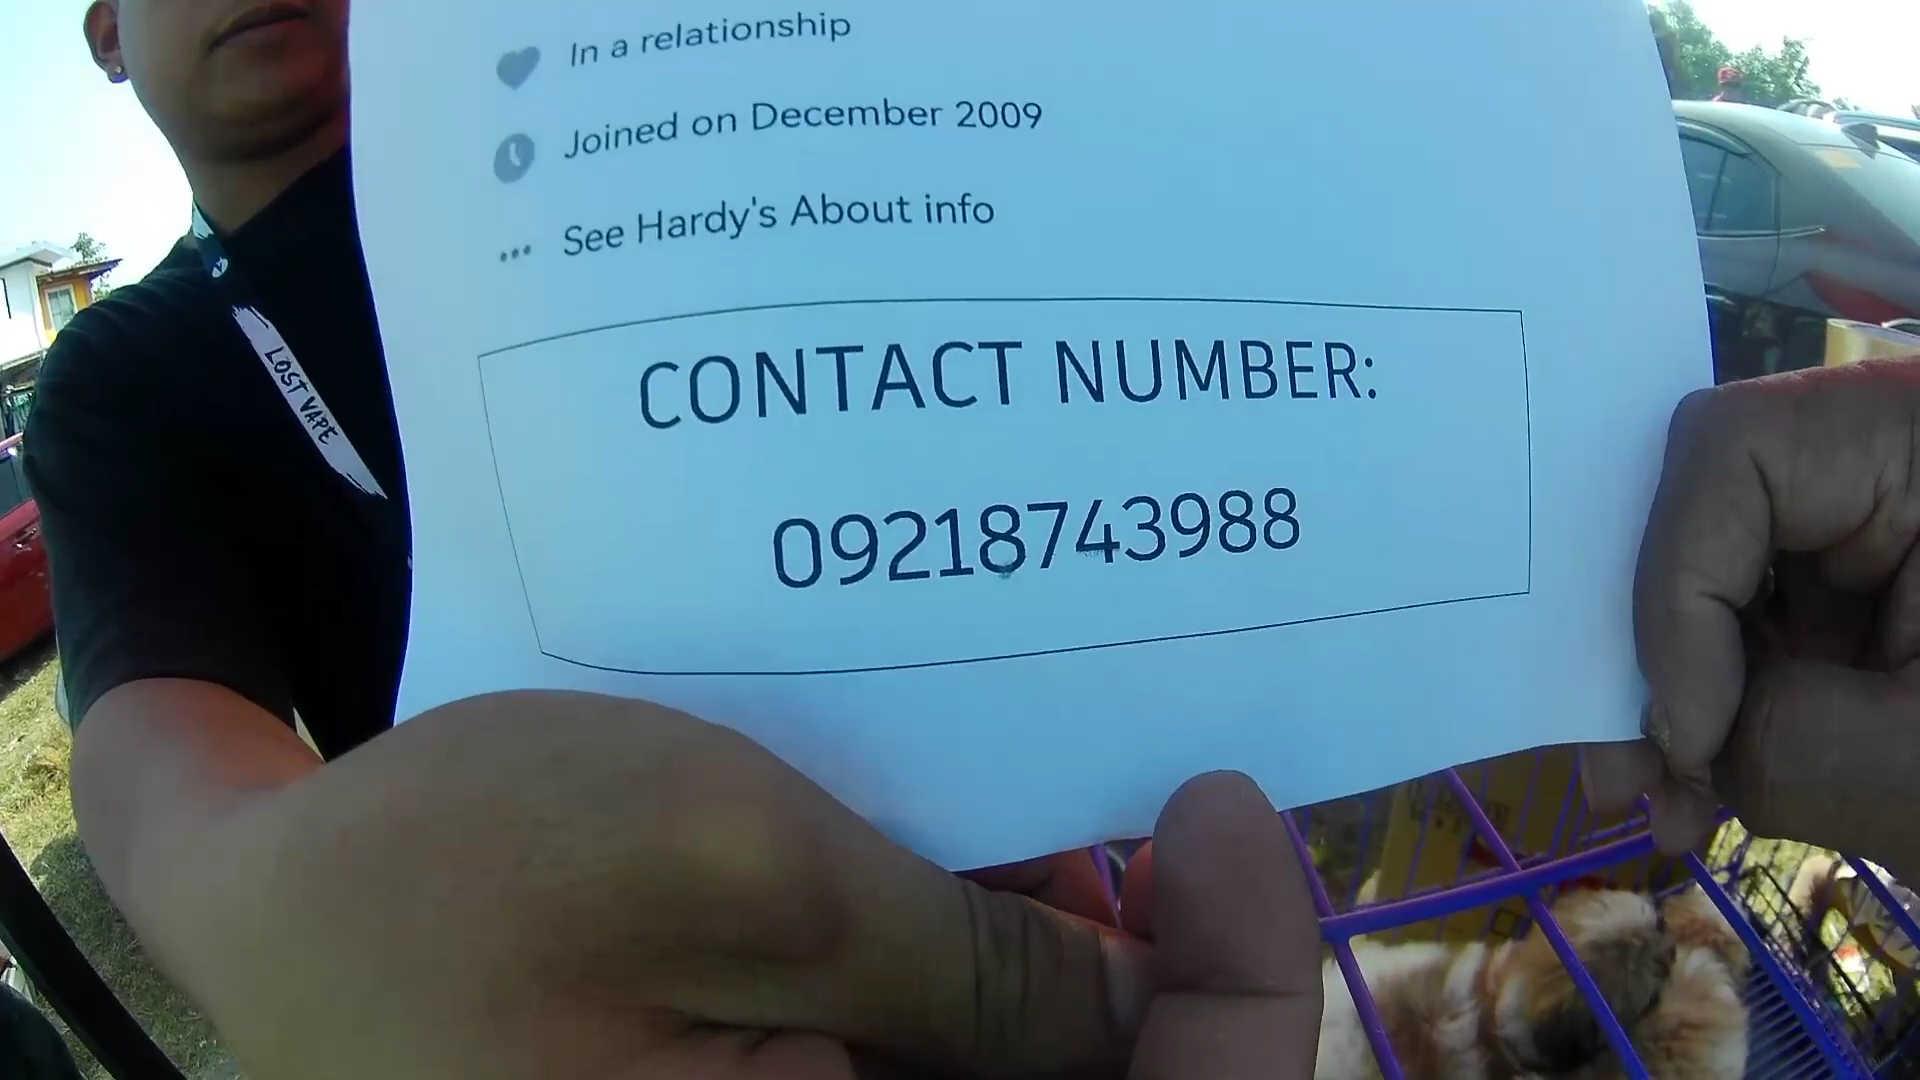 In a relationship
Joined on December 2009
See Hardy's About info
CONTACT NUMBER:
09218743988
LOST VAPE